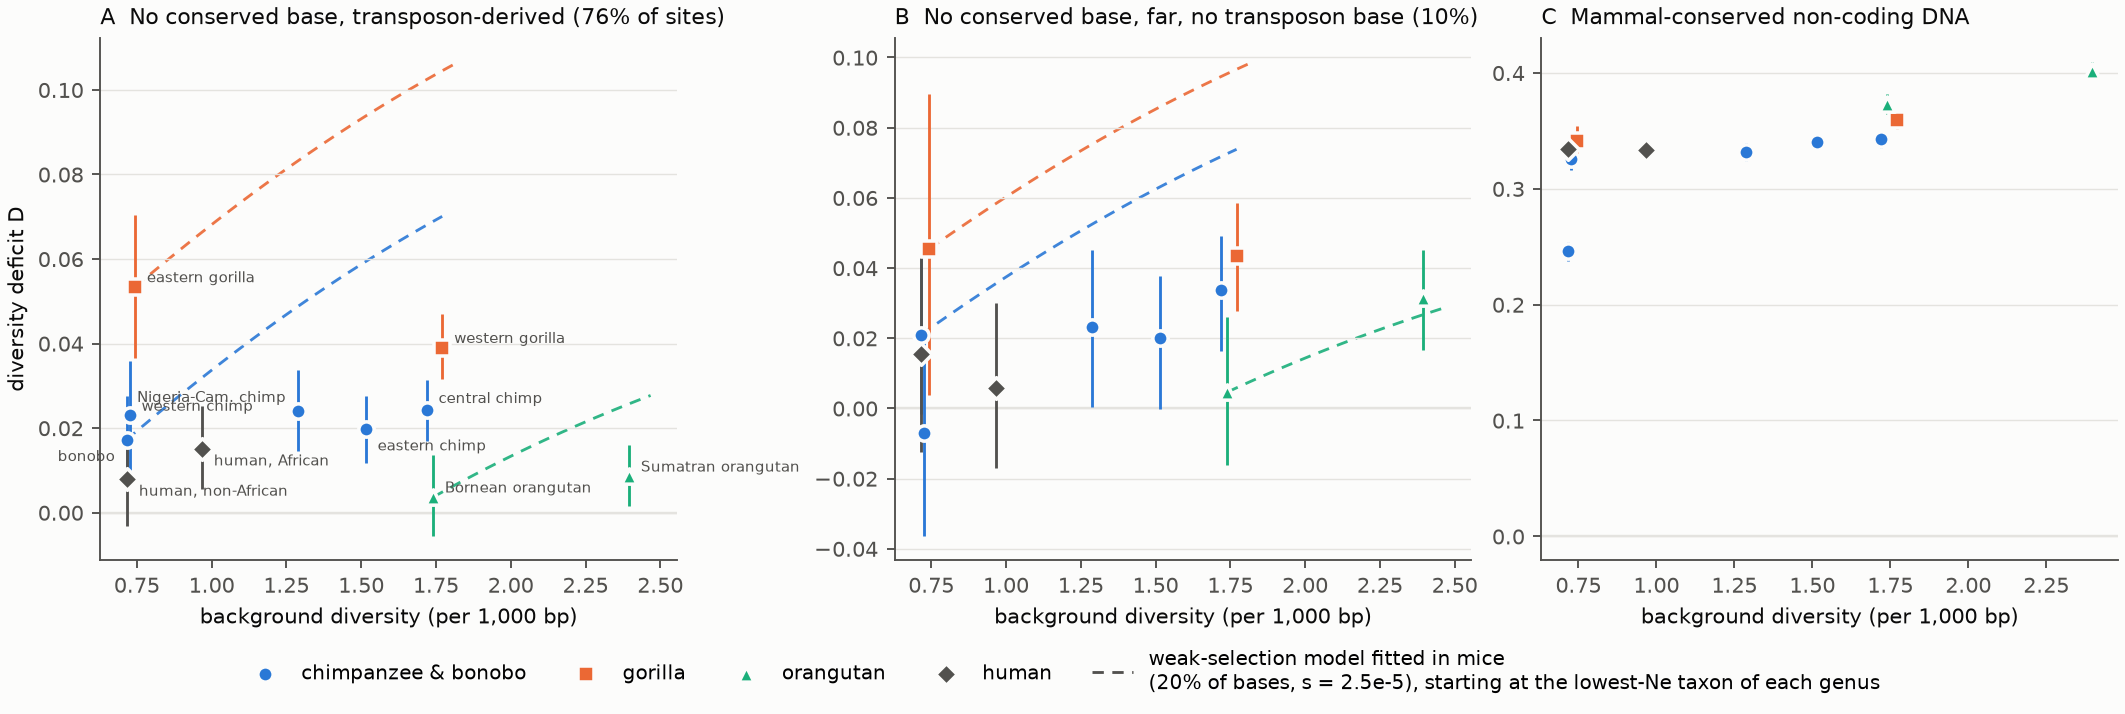 A  No conserved base, transposon-derived (76% of sites)
B  No conserved base, far, no transposon base (10%)
C  Mammal-conserved non-coding DNA
diversity deficit D
0.10
0.08
0.06
0.04
0.02
0.00
eastern gorilla
western gorilla
Nigeria-Cam. chimp
western chimp
central chimp
eastern chimp
bonobo
human, African
human, non-African
Bornean orangutan
Sumatran orangutan
0.75 1.00 1.25 1.50 1.75 2.00 2.25 2.50
background diversity (per 1,000 bp)
0.10
0.08
0.06
0.04
0.02
0.00
−0.02
−0.04
0.75 1.00 1.25 1.50 1.75 2.00 2.25 2.50
background diversity (per 1,000 bp)
0.4
0.3
0.2
0.1
0.0
0.75 1.00 1.25 1.50 1.75 2.00 2.25
background diversity (per 1,000 bp)
chimpanzee & bonobo
gorilla
orangutan
human
weak-selection model fitted in mice
(20% of bases, s = 2.5e-5), starting at the lowest-Ne taxon of each genus